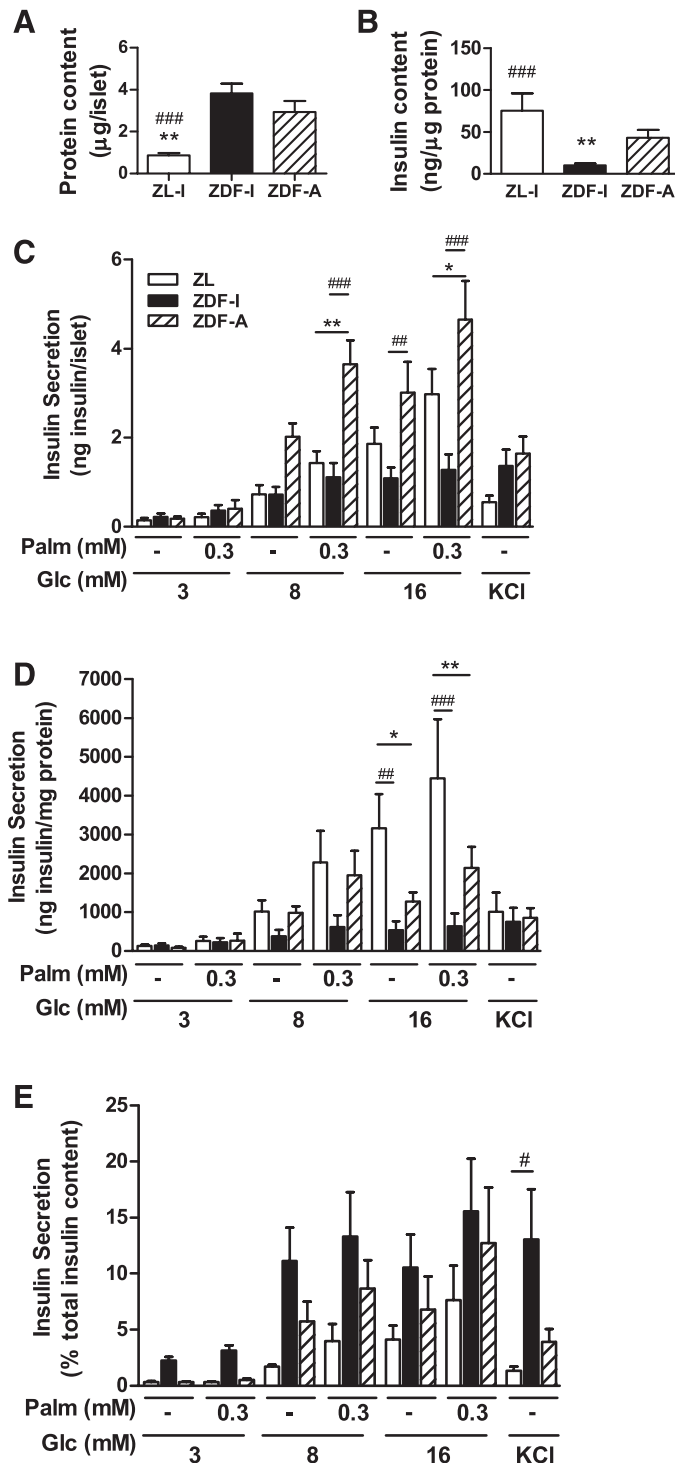 A
Protein content
(µg/islet)
6
4
2
0
###
**
ZL-I
ZDF-I
ZDF-A
B
Insulin content
(ng/µg protein)
150
100
50
0
###
**
ZL-I
ZDF-I
ZDF-A
C
Insulin Secretion
(ng insulin/islet)
6
4
2
0
ZL
ZDF-I
ZDF-A
###
**
##
###
*
Palm (mM) - 0.3 - 0.3 - 0.3 -
Glc (mM) 3 8 16 KCl
D
Insulin Secretion
(ng insulin/mg protein)
7000
6000
5000
4000
3000
2000
1000
0
*
##
**
###
Palm (mM) - 0.3 - 0.3 - 0.3 -
Glc (mM) 3 8 16 KCl
E
Insulin Secretion
(% total insulin content)
25
20
15
10
5
0
#
Palm (mM) - 0.3 - 0.3 - 0.3 -
Glc (mM) 3 8 16 KCl